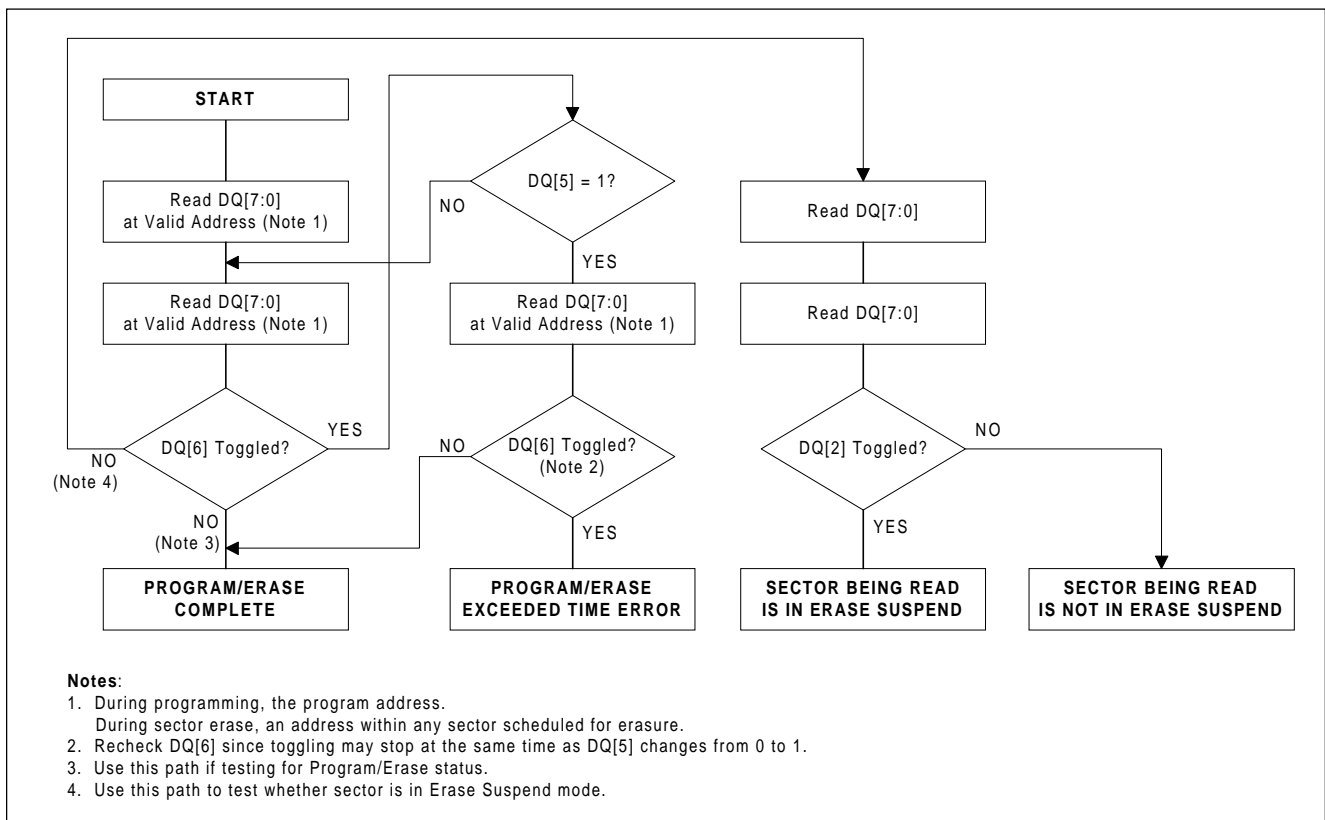 START
Read DQ[7:0]
at Valid Address (Note 1)
Read DQ[7:0]
at Valid Address (Note 1)
DQ[6] Toggled?
YES
NO
(Note 4)
NO
(Note 3)
PROGRAM/ERASE
COMPLETE
DQ[5] = 1?
NO
YES
Read DQ[7:0]
at Valid Address (Note 1)
DQ[6] Toggled?
(Note 2)
NO
YES
PROGRAM/ERASE
EXCEEDED TIME ERROR
Read DQ[7:0]
Read DQ[7:0]
DQ[2] Toggled?
NO
YES
SECTOR BEING READ
IS IN ERASE SUSPEND
SECTOR BEING READ
IS NOT IN ERASE SUSPEND
Notes:
1. During programming, the program address.
During sector erase, an address within any sector scheduled for erasure.
2. Recheck DQ[6] since toggling may stop at the same time as DQ[5] changes from 0 to 1.
3. Use this path if testing for Program/Erase status.
4. Use this path to test whether sector is in Erase Suspend mode.